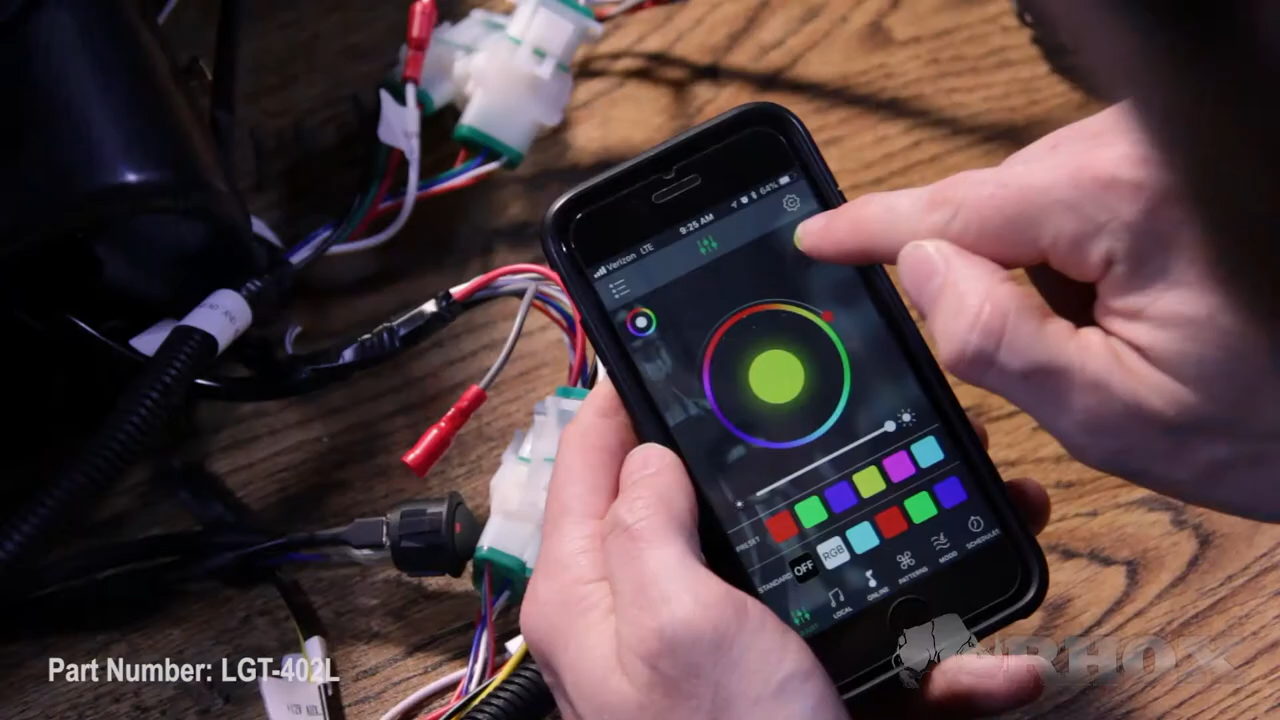 Verizon LTE 9:25 AM 64%
PRESET
STANDARD OFF RGB
LOCAL ONLINE PATTERNS MOOD SCHEDULES
Part Number: LGT-402L
RHOX